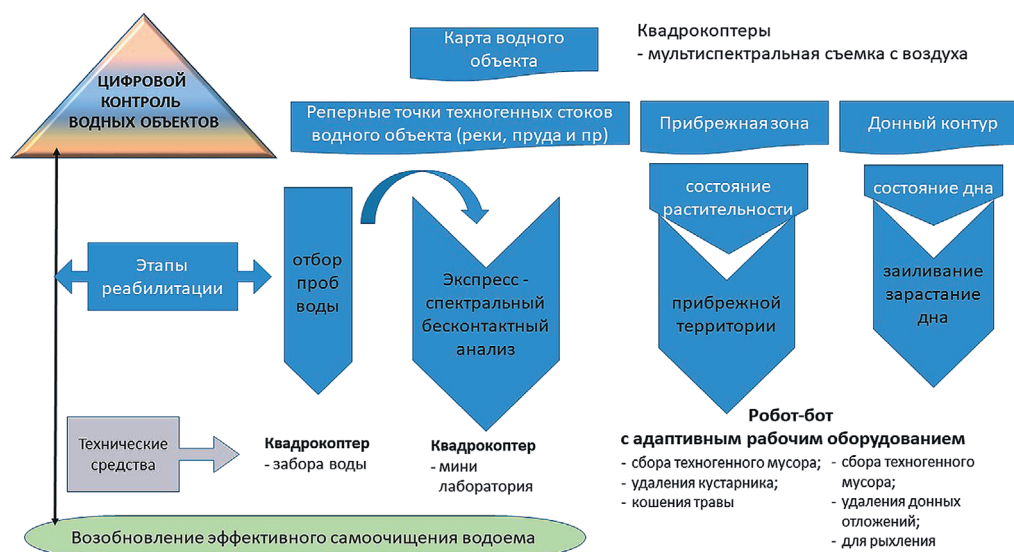 ЦИФРОВОЙ
КОНТРОЛЬ
ВОДНЫХ ОБЪЕКТОВ
Карта водного
объекта
Квадрокоптеры
- мультиспектральная съемка с воздуха
Реперные точки техногенных стоков
водного объекта (реки, пруда и пр)
Прибрежная зона
Донный контур
Этапы
реабилитации
отбор
проб
воды
Экспресс -
спектральный
бесконтактный
анализ
состояние
растительности
прибрежной
территории
состояние дна
заиливание
зарастание
дна
Технические
средства
Квадрокоптер
- забора воды
Квадрокоптер
- мини
лаборатория
Робот-бот
с адаптивным рабочим оборудованием
- сбора техногенного мусора;
- удаления кустарника;
- кошения травы
- сбора техногенного
мусора;
- удаления донных
отложений;
- для рыхления
Возобновление эффективного самоочищения водоема